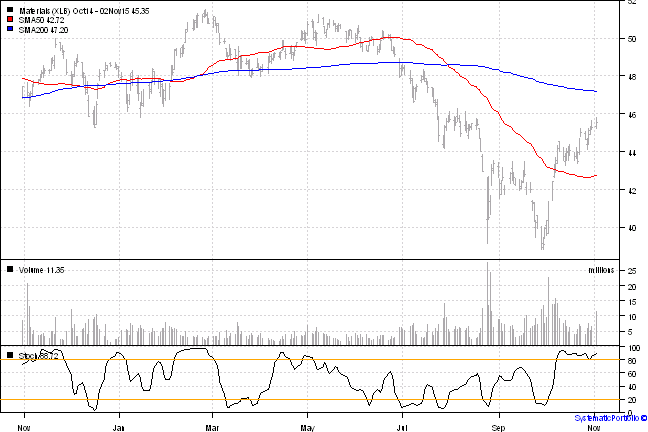 Materials (XLB) Oct14 - 02Nov15 45.35
SMA50 42.72
SMA200 47.20
52
50
48
46
44
42
40
Volume 11.35
millions
25
20
15
10
5
100
80
60
40
20
0
Nov Jan Mar May Jul Sep Nov
SystematicPortfolio ©